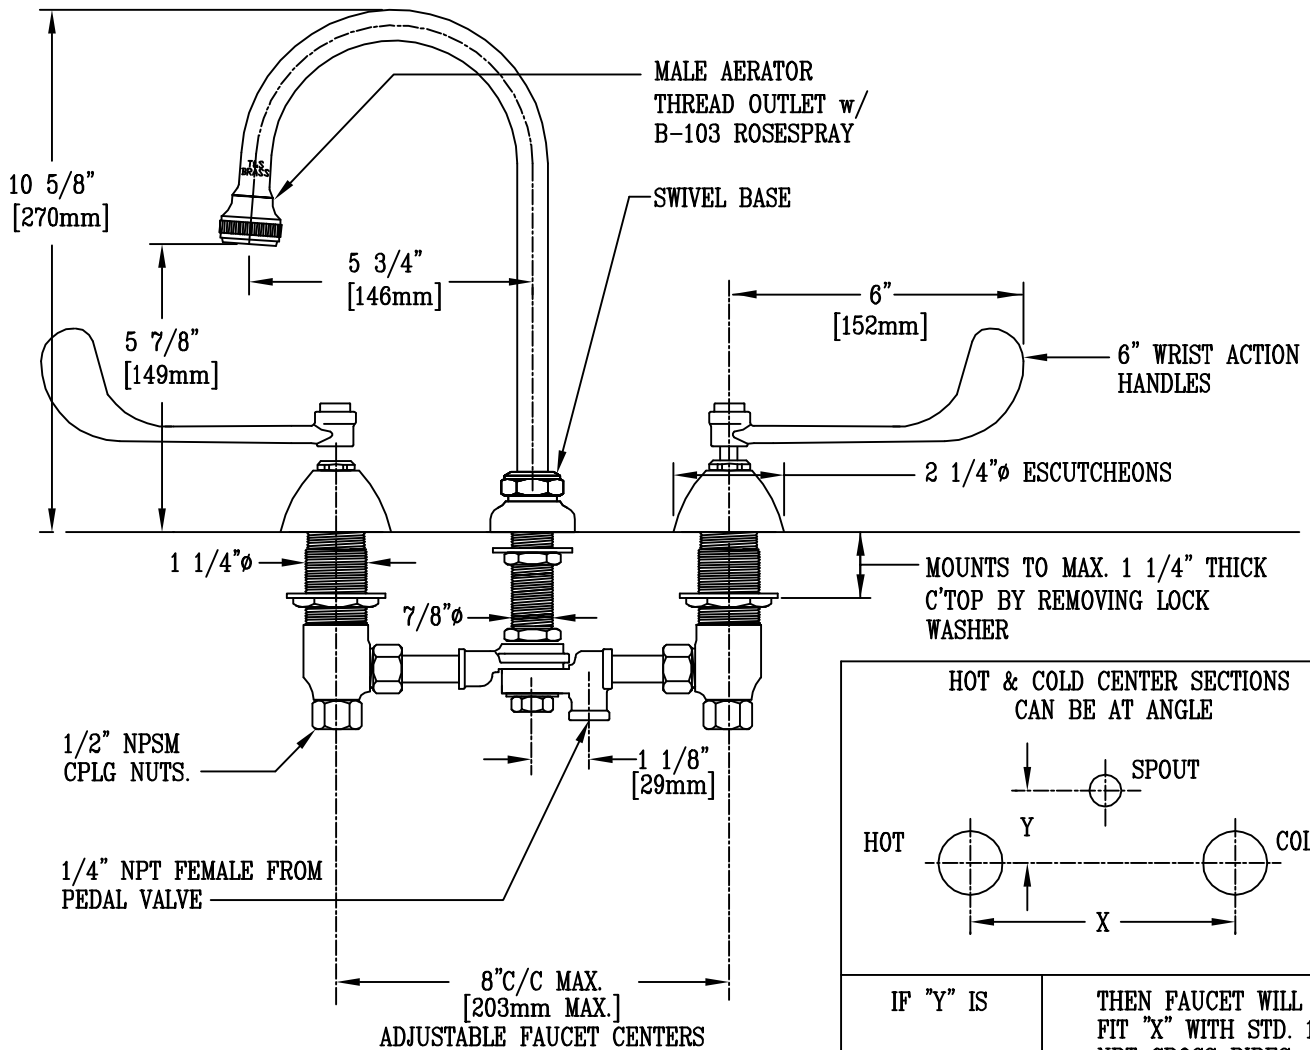 MALE AERATOR
THREAD OUTLET w/
B-103 ROSESPRAY
T&S
BRASS
10 5/8"
[270mm]
SWIVEL BASE
5 3/4"
[146mm]
6"
[152mm]
5 7/8"
[149mm]
6" WRIST ACTION
HANDLES
2 1/4"ø ESCUTCHEONS
1 1/4"ø
MOUNTS TO MAX. 1 1/4" THICK
C'TOP BY REMOVING LOCK
WASHER
7/8"ø
HOT & COLD CENTER SECTIONS
CAN BE AT ANGLE
1/2" NPSM
CPLG NUTS.
1 1/8"
[29mm]
SPOUT
Y
HOT
COL
X
1/4" NPT FEMALE FROM
PEDAL VALVE
8"C/C MAX.
[203mm MAX.]
ADJUSTABLE FAUCET CENTERS
IF "Y" IS
THEN FAUCET WILL
FIT "X" WITH STD. 1